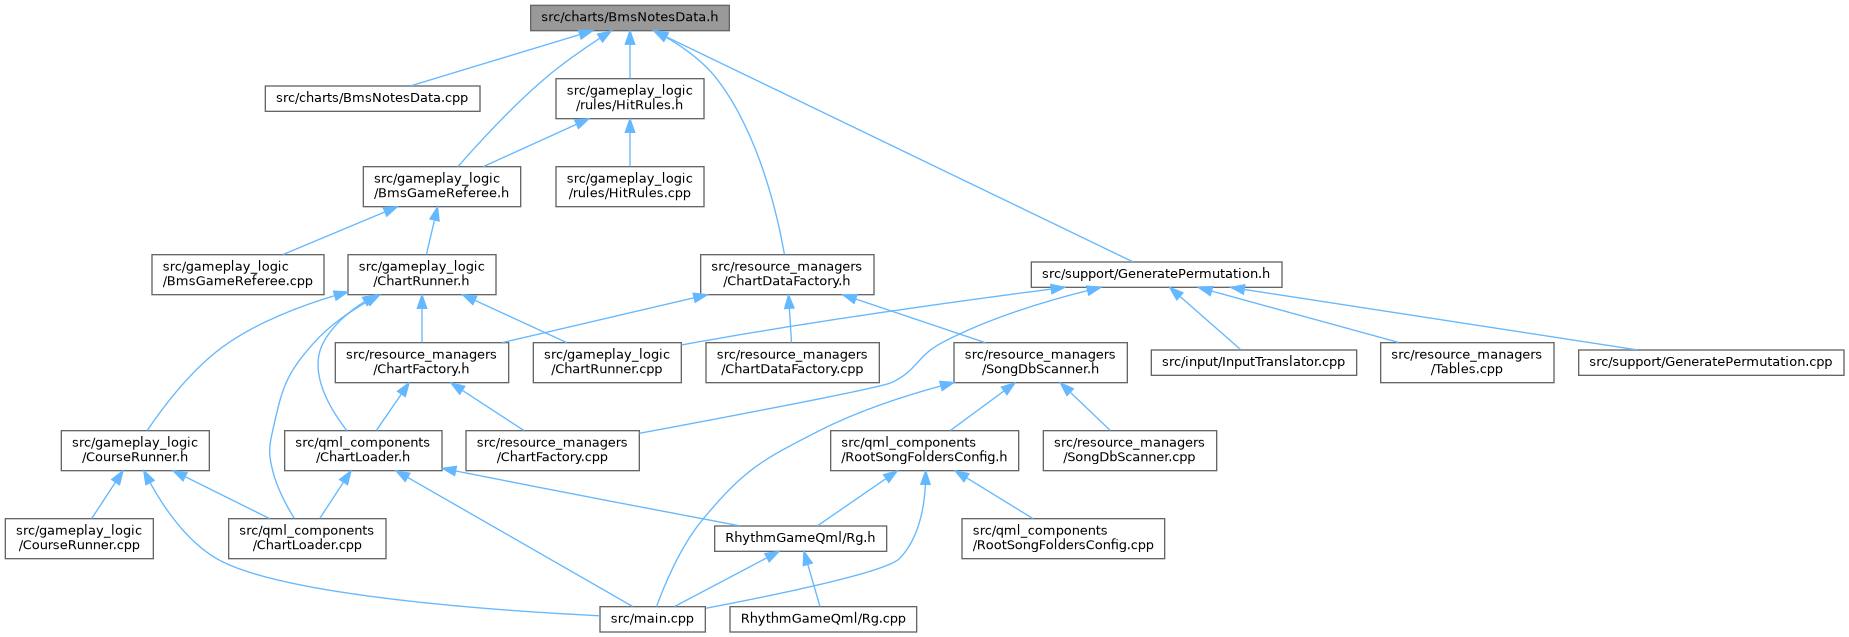 src/charts/BmsNotesData.h
src/charts/BmsNotesData.cpp
src/gameplay_logic
/rules/HitRules.h
src/gameplay_logic
/BmsGameReferee.h
src/gameplay_logic
/rules/HitRules.cpp
src/gameplay_logic
/BmsGameReferee.cpp
src/gameplay_logic
/ChartRunner.h
src/resource_managers
/ChartDataFactory.h
src/support/GeneratePermutation.h
src/resource_managers
/ChartFactory.h
src/gameplay_logic
/ChartRunner.cpp
src/resource_managers
/ChartDataFactory.cpp
src/resource_managers
/SongDbScanner.h
src/input/InputTranslator.cpp
src/resource_managers
/Tables.cpp
src/support/GeneratePermutation.cpp
src/gameplay_logic
/CourseRunner.h
src/qml_components
/ChartLoader.h
src/resource_managers
/ChartFactory.cpp
src/qml_components
/RootSongFoldersConfig.h
src/resource_managers
/SongDbScanner.cpp
src/gameplay_logic
/CourseRunner.cpp
src/qml_components
/ChartLoader.cpp
RhythmGameQml/Rg.h
src/qml_components
/RootSongFoldersConfig.cpp
src/main.cpp
RhythmGameQml/Rg.cpp